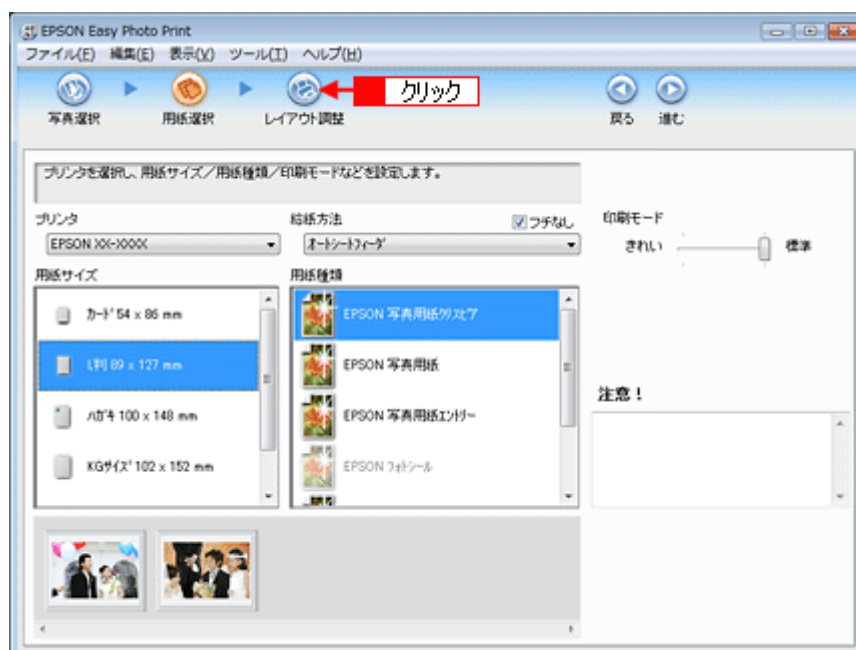 EPSON Easy Photo Print
ファイル(F) 編集(E) 表示(V) ツール(T) ヘルプ(H)
クリック
写真選択 用紙選択 レイアウト調整 戻る 進む
プリンタを選択し、用紙サイズ／用紙種類／印刷モードなどを設定します。
プリンタ 給紙方法 フチなし 印刷モード
EPSON XX-XXXX オートシートフィーダ きれい 標準
用紙サイズ 用紙種類
カード 54 x 86 mm EPSON 写真用紙クリスピア
L判 89 x 127 mm EPSON 写真用紙
注意！
ハガキ 100 x 148 mm EPSON 写真用紙エントリー
KGサイズ 102 x 152 mm EPSON フォトシール